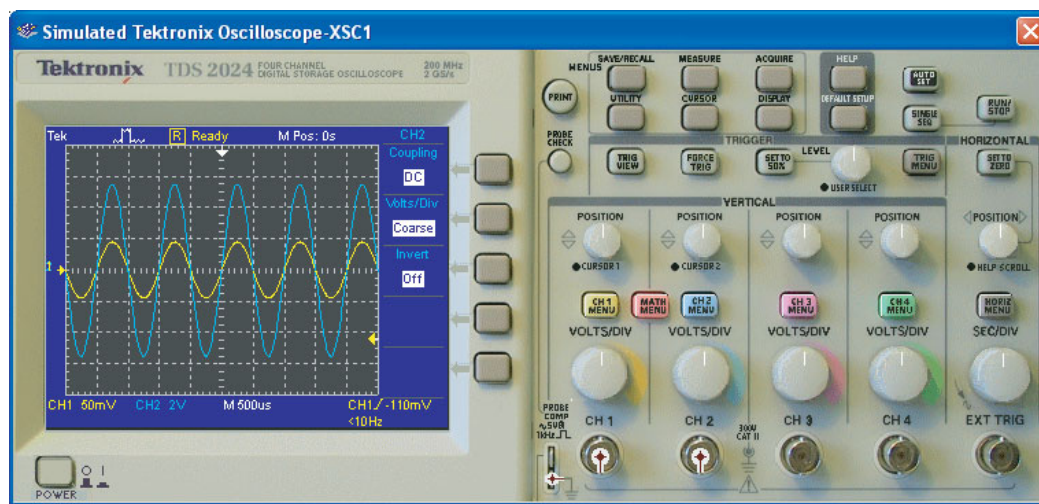 Simulated Tektronix Oscilloscope-XSC1
Tektronix TDS 2024 FOUR CHANNEL DIGITAL STORAGE OSCILLOSCOPE 200 MHz 2 GS/s
Tek R Ready M Pos: 0s CH2
Coupling
DC
Volts/Div
Coarse
Invert
Off
CH1 50mV CH2 2V M 500us CH1 -110mV
<10Hz
POWER
MENUS
SAVE/RECALL MEASURE ACQUIRE HELP
PRINT
UTILITY CURSOR DISPLAY DEFAULT SETUP
AUTO SET
SINGLE SEQ
RUN/STOP
PROBE CHECK
TRIGGER
TRIG VIEW
FORCE TRIG
SET TO 50%
LEVEL
USER SELECT
TRIG MENU
HORIZONTAL
SET TO ZERO
VERTICAL
POSITION POSITION POSITION POSITION POSITION
CURSOR 1 CURSOR 2 HELP SCROLL
CH 1 MENU
MATH MENU
CH 2 MENU
CH 3 MENU
CH 4 MENU
HORIZ MENU
VOLTS/DIV VOLTS/DIV VOLTS/DIV VOLTS/DIV SEC/DIV
PROBE COMP
~5V@
1kHz
CH 1 CH 2 CH 3 CH 4 EXT TRIG
300V
CAT II